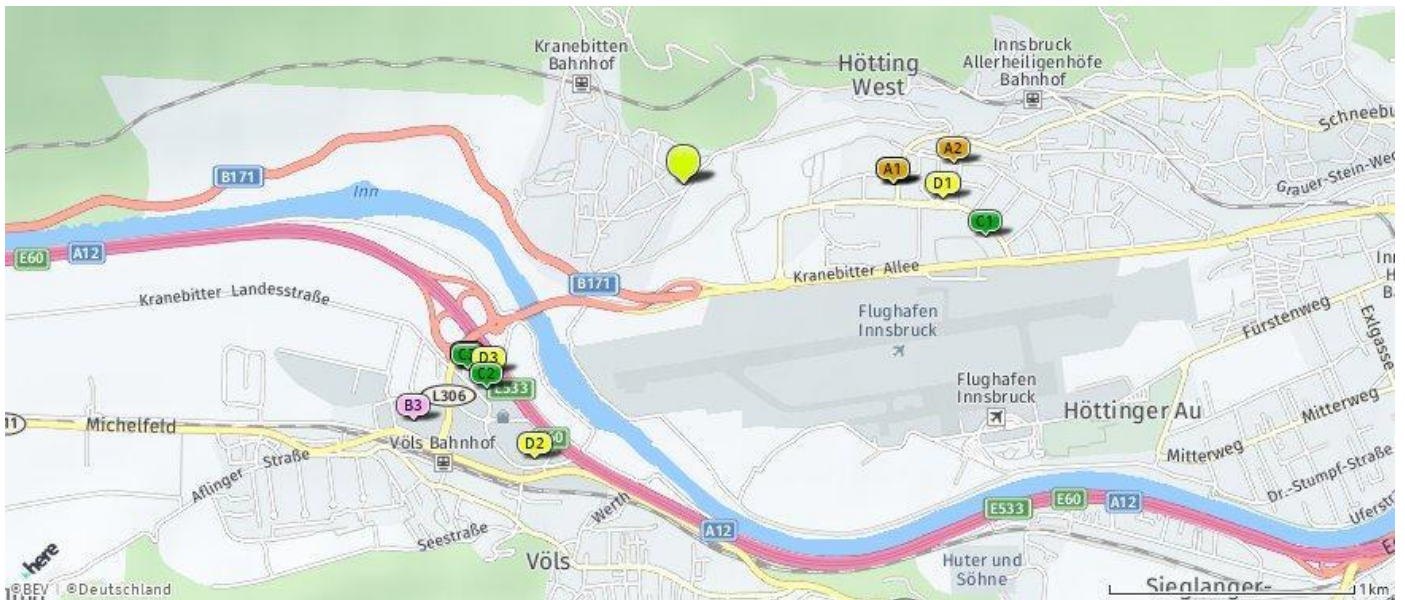 Kranebitten
Bahnhof
Innsbruck
Allerheiligenhöfe
Bahnhof
Hötting
West
A2
A1
D1
C1
B171
Inn
E60
A12
Kranebitter Landesstraße
B171
Kranebitter Allee
Flughafen
Innsbruck
Fürstenweg
Exlgasse
D3
C2
E533
L306
B3
Flughafen
Innsbruck
Höttinger Au
Mitterweg
Mitterweg
11
Michelfeld
Völs Bahnhof
D2
Aflinger Straße
Seestraße
Werth
Völs
A12
E533
E60
A12
Dr.-Stumpf-Straße
Grauer-Stein-Weg
Huter und
Söhne
here
©BEV | ©Deutschland
1km